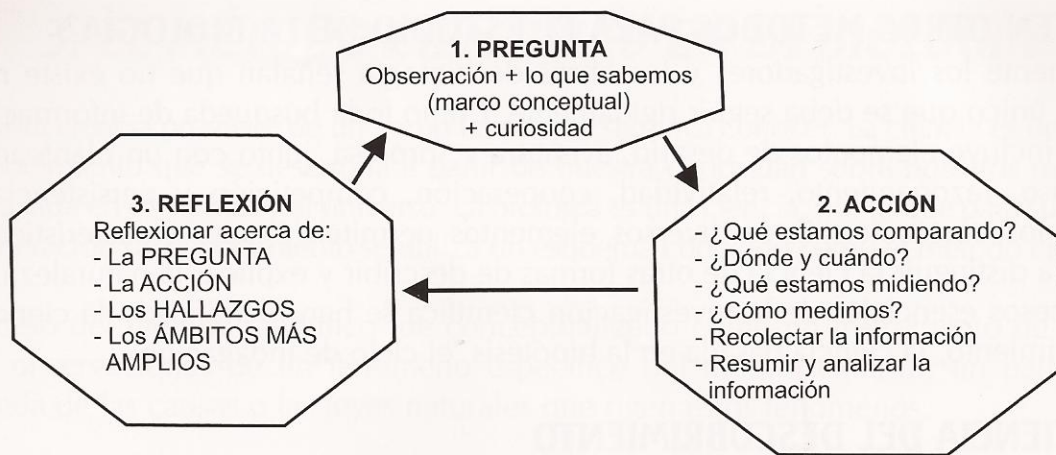 1. PREGUNTA
Observación + lo que sabemos
(marco conceptual)
+ curiosidad
2. ACCIÓN
- ¿Qué estamos comparando?
- ¿Dónde y cuándo?
- ¿Qué estamos midiendo?
- ¿Cómo medimos?
- Recolectar la información
- Resumir y analizar la
información
3. REFLEXIÓN
Reflexionar acerca de:
- La PREGUNTA
- La ACCIÓN
- Los HALLAZGOS
- Los ÁMBITOS MÁS
AMPLIOS